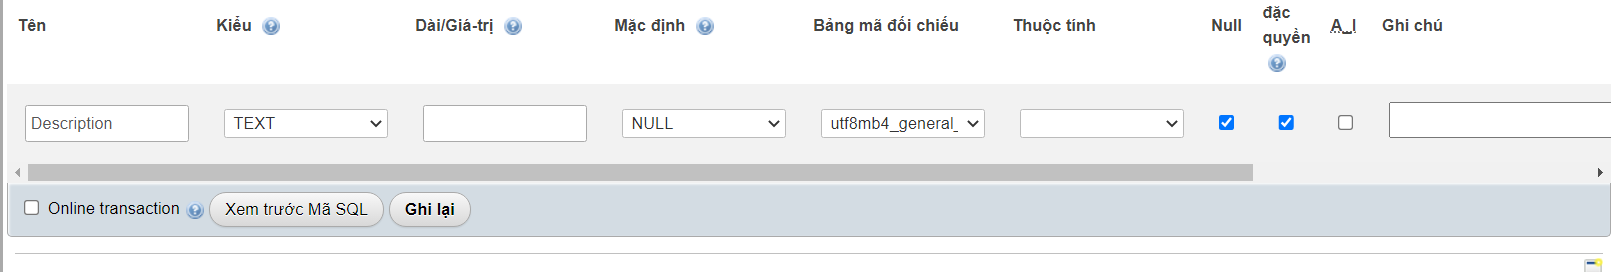 Tên Kiểu Dài/Giá-trị Mặc định Bảng mã đối chiếu Thuộc tính Null đặc quyền A_I Ghi chú
Description TEXT NULL utf8mb4_general_
Online transaction Xem trước Mã SQL Ghi lại